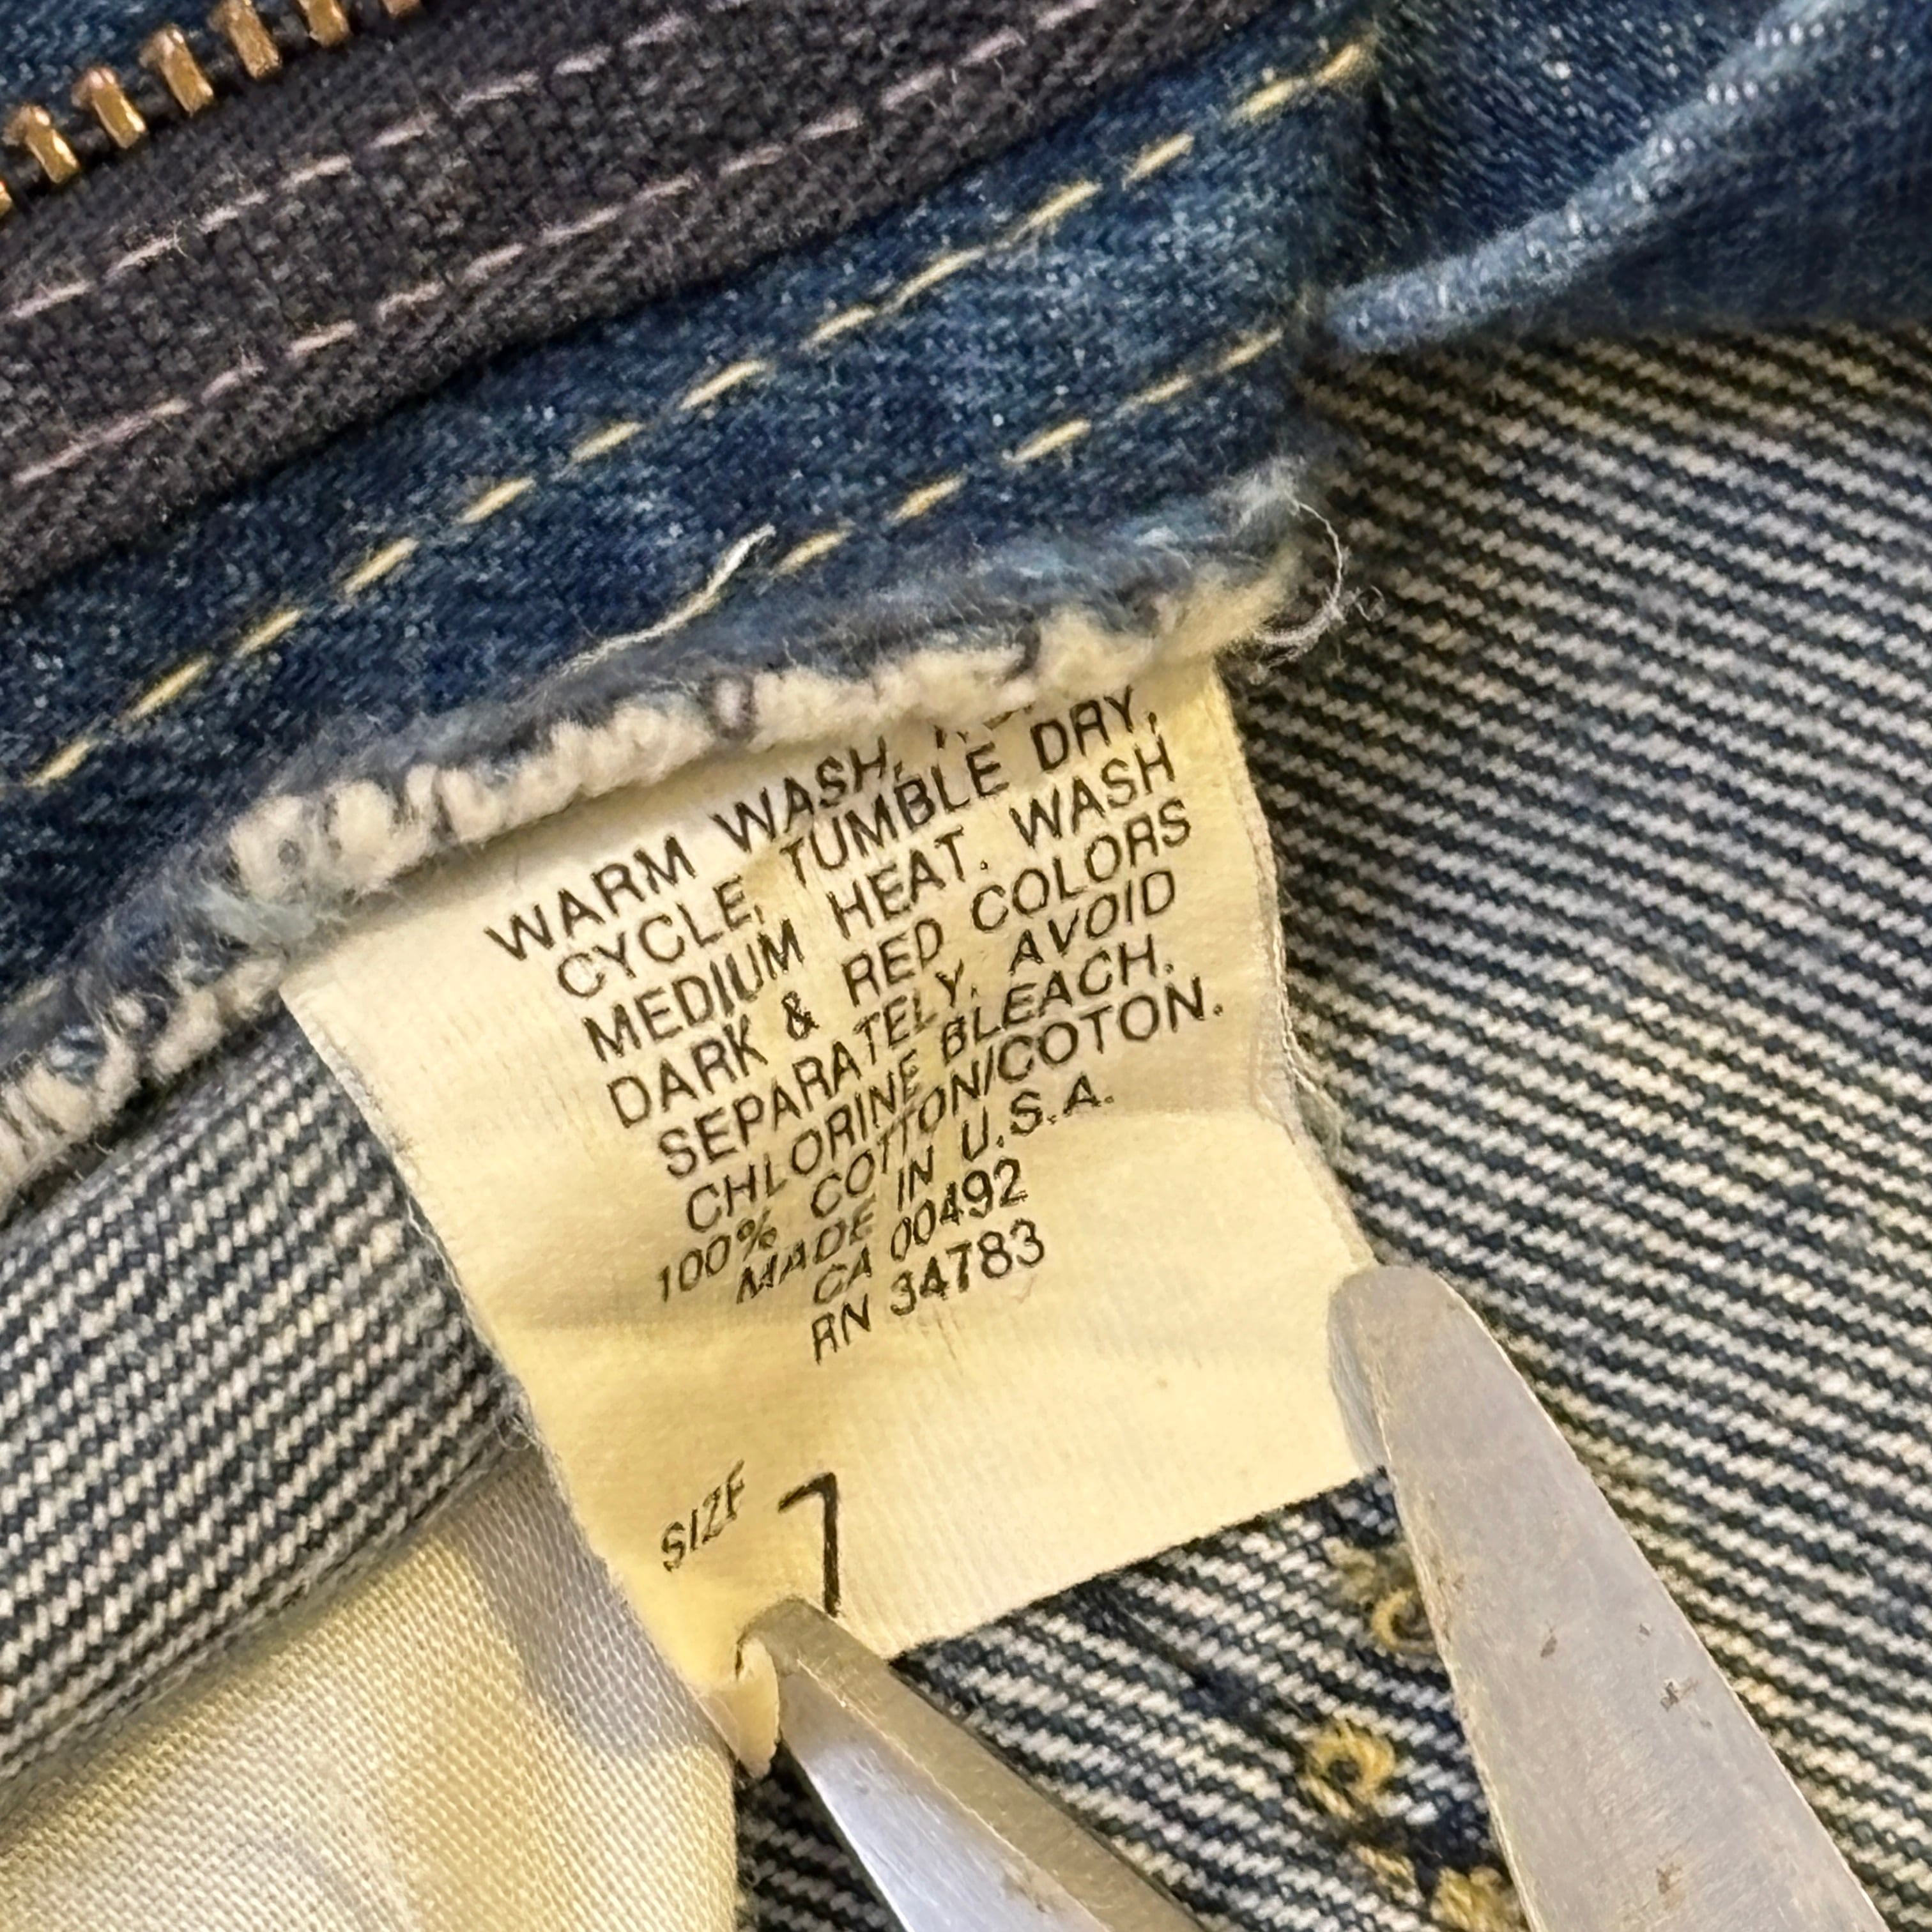 WARM WASH,
CYCLE, TUMBLE DRY,
MEDIUM HEAT. WASH
DARK & RED COLORS
SEPARATELY. AVOID
CHLORINE BLEACH.
100% COTTON/COTON.
MADE IN U.S.A.
CA 00492
RN 34783
SIZE 7